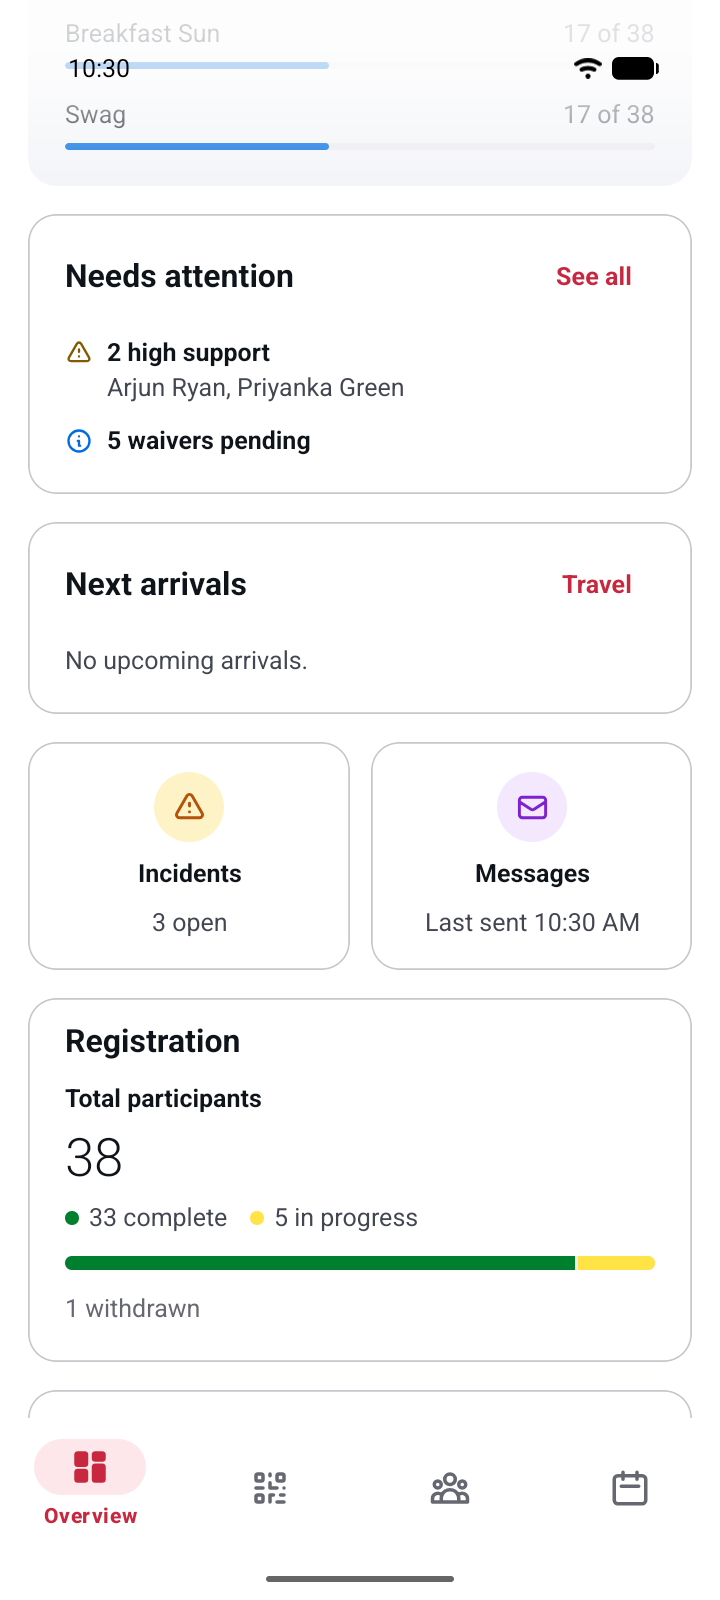 Breakfast Sun 17 of 38
10:30
Swag 17 of 38
Needs attention See all
2 high support
Arjun Ryan, Priyanka Green
5 waivers pending
Next arrivals Travel
No upcoming arrivals.
Incidents
3 open
Messages
Last sent 10:30 AM
Registration
Total participants
38
33 complete 5 in progress
1 withdrawn
Overview